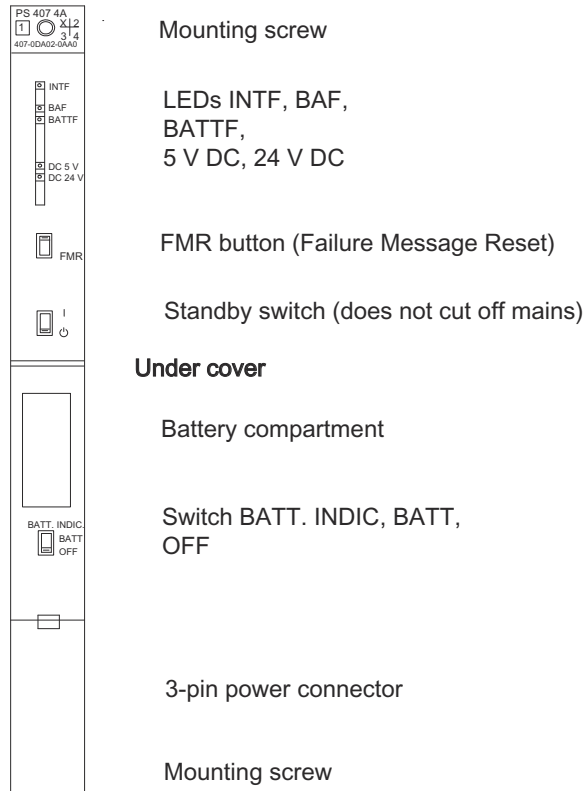 PS 407 4A
1
X 2
3 4
407-0DA02-0AA0
Mounting screw
INTF
BAF
BATTF
DC 5 V
DC 24 V
LEDs INTF, BAF,
BATTF,
5 V DC, 24 V DC
FMR
FMR button (Failure Message Reset)
I
Standby switch (does not cut off mains)
Under cover
Battery compartment
BATT. INDIC.
BATT
OFF
Switch BATT. INDIC, BATT,
OFF
3-pin power connector
Mounting screw